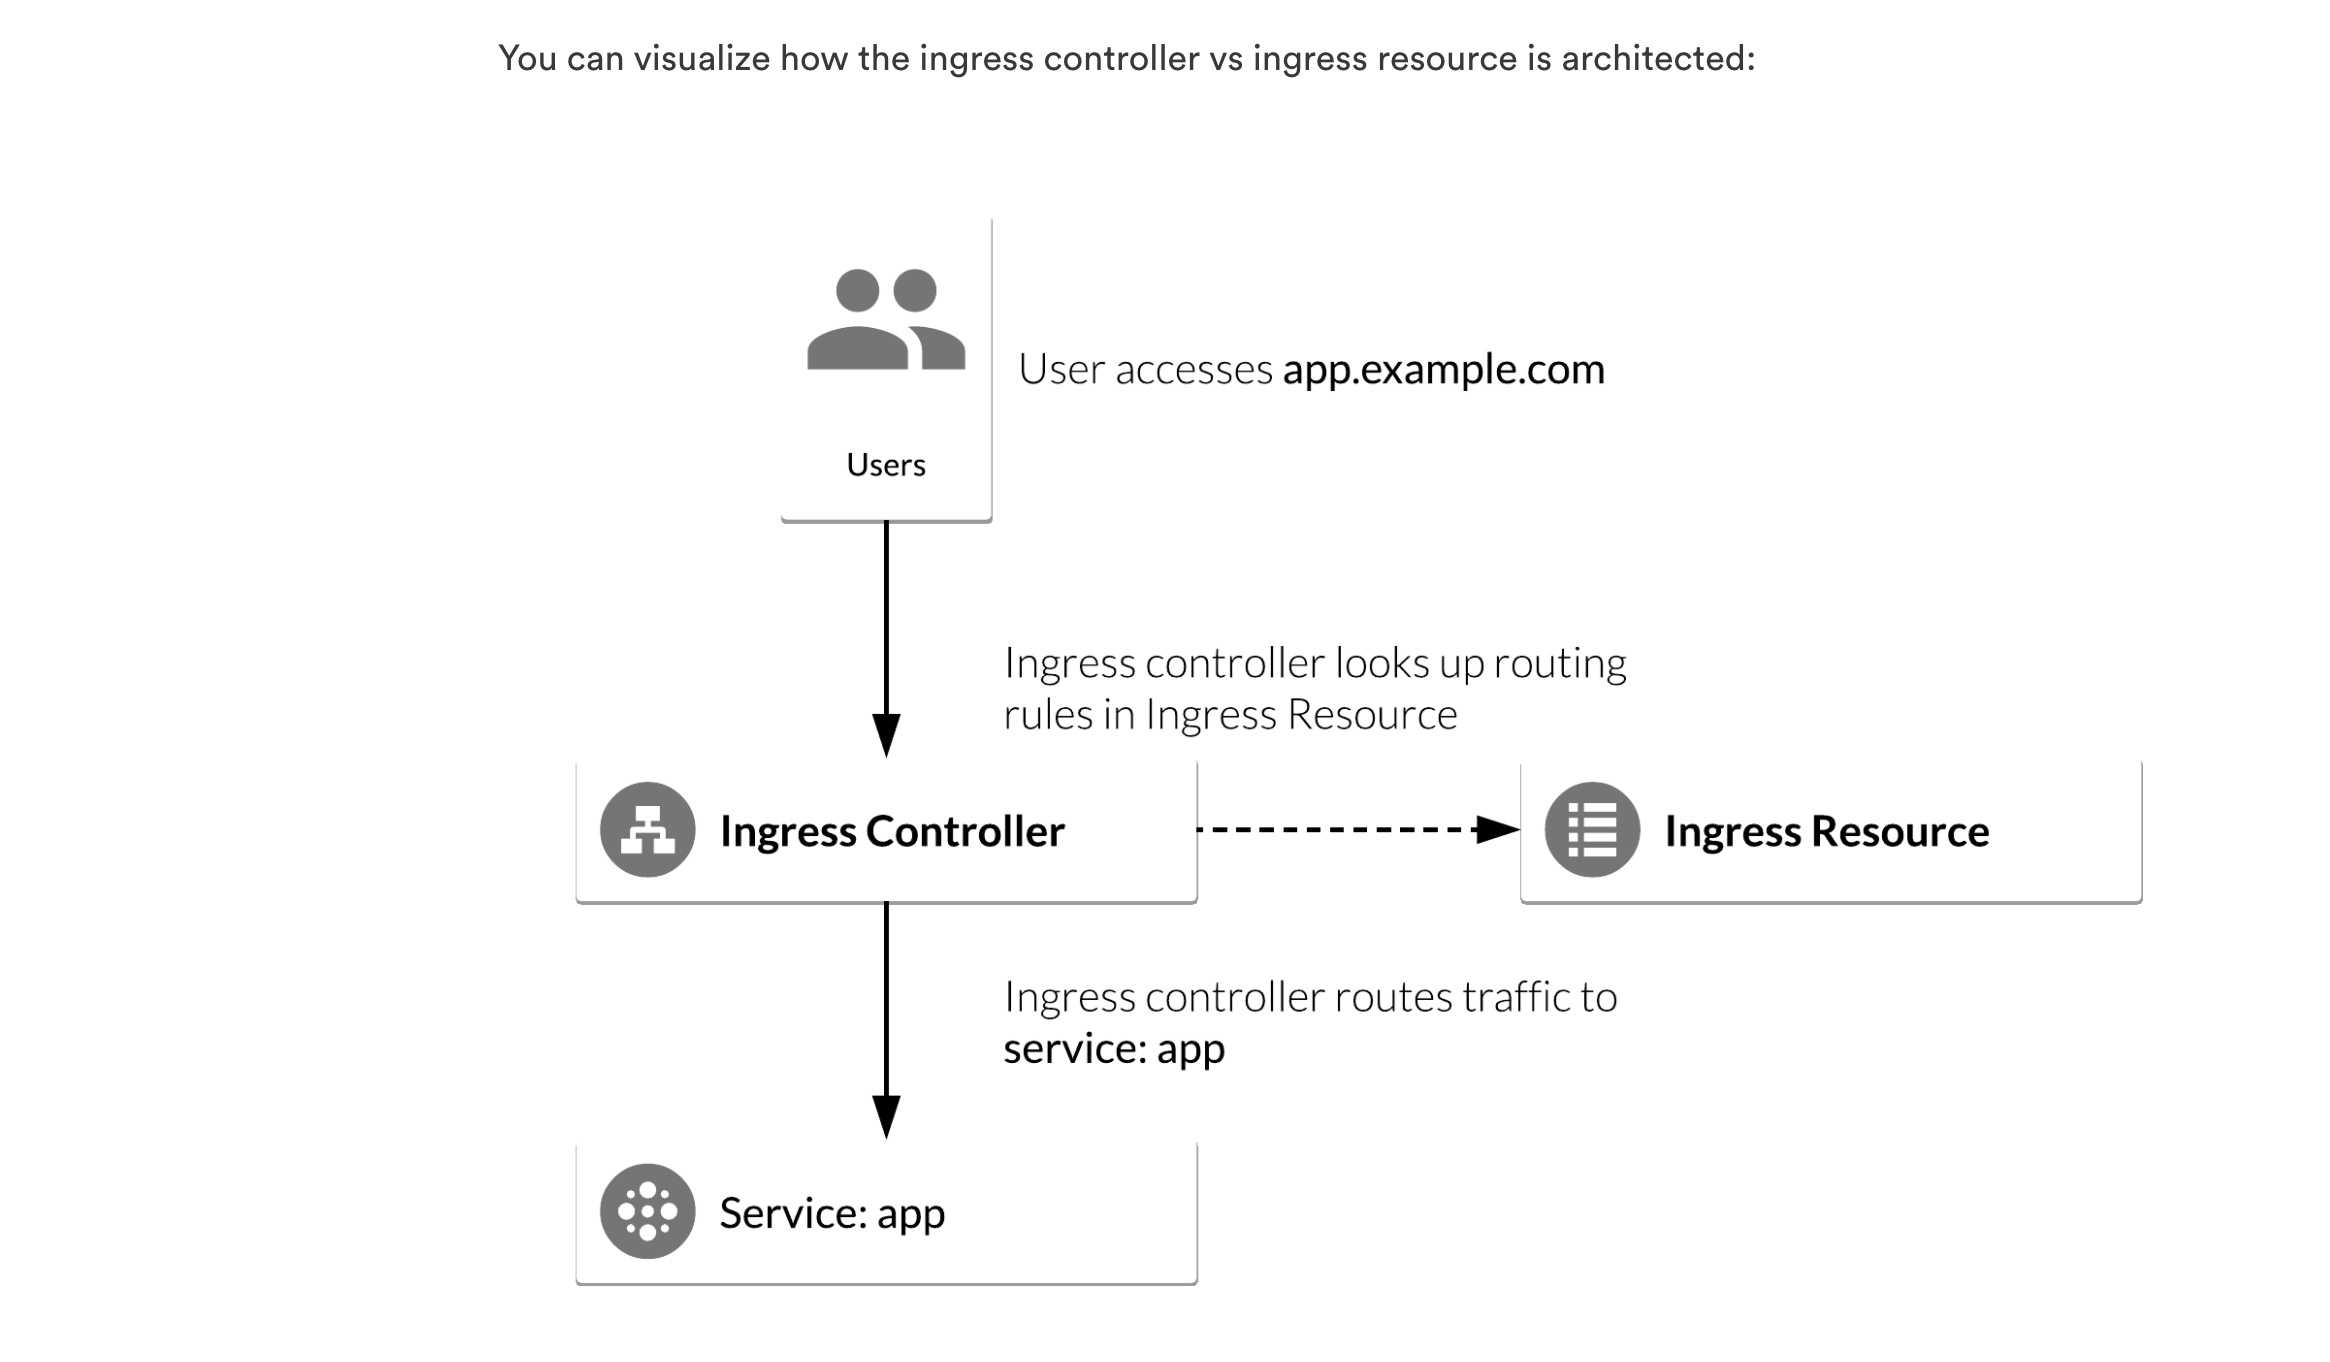 You can visualize how the ingress controller vs ingress resource is architected:
User accesses app.example.com
Users
Ingress controller looks up routing
rules in Ingress Resource
Ingress Controller
Ingress Resource
Ingress controller routes traffic to
service: app
Service: app